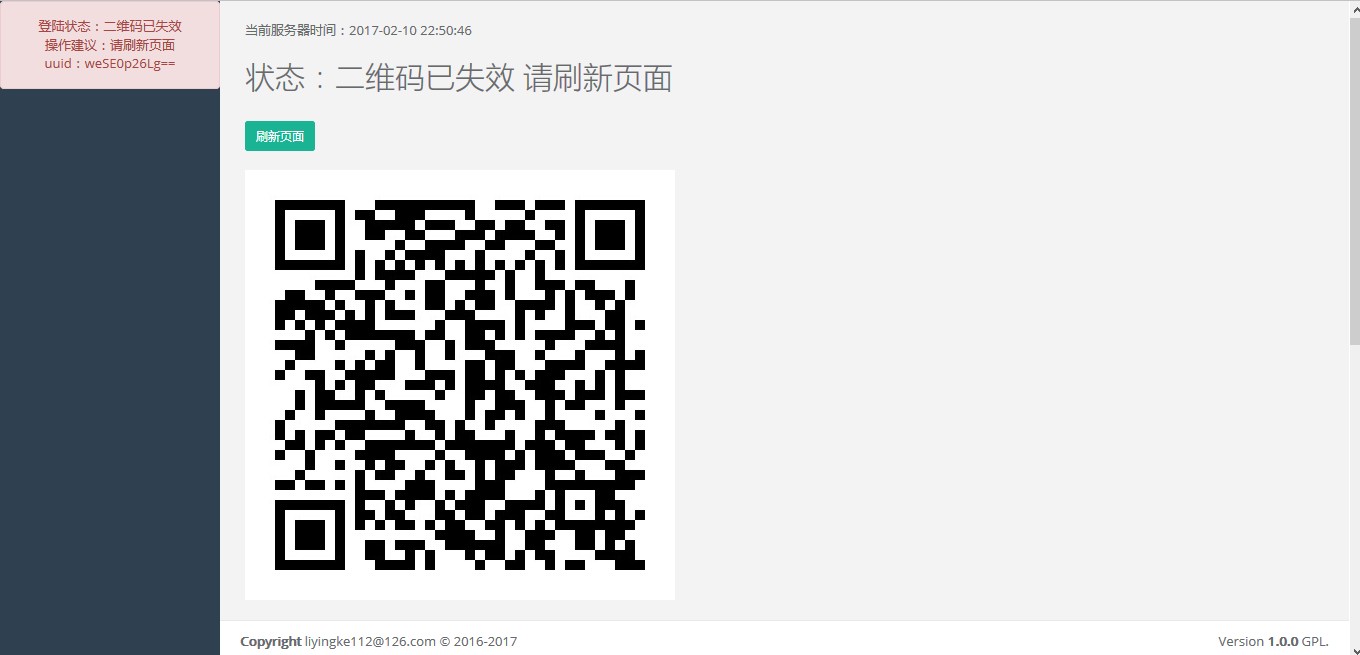 登陆状态：二维码已失效
操作建议：请刷新页面
uuid：weSE0p26Lg==
当前服务器时间：2017-02-10 22:50:46
状态：二维码已失效 请刷新页面
刷新页面
Copyright liyingke112@126.com © 2016-2017
Version 1.0.0 GPL.